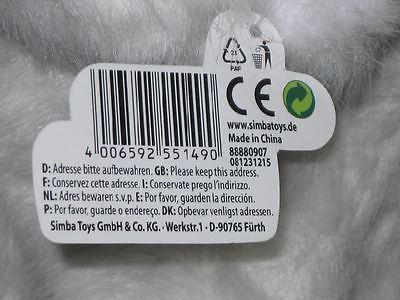 21
PAP
CE
www.simbatoys.de
Made in China
88880907
081231215
4 006592 551490
D: Adresse bitte aufbewahren. GB: Please keep this address.
F: Conservez cette adresse. I: Conservate prego l'indirizzo.
NL: Adres bewaren s.v.p. E: Por favor, guarden la dirección.
P: Por favor, guarde o endereço. DK: Opbevar venligst adressen.
Simba Toys GmbH & Co. KG. · Werkstr.1 · D-90765 Fürth